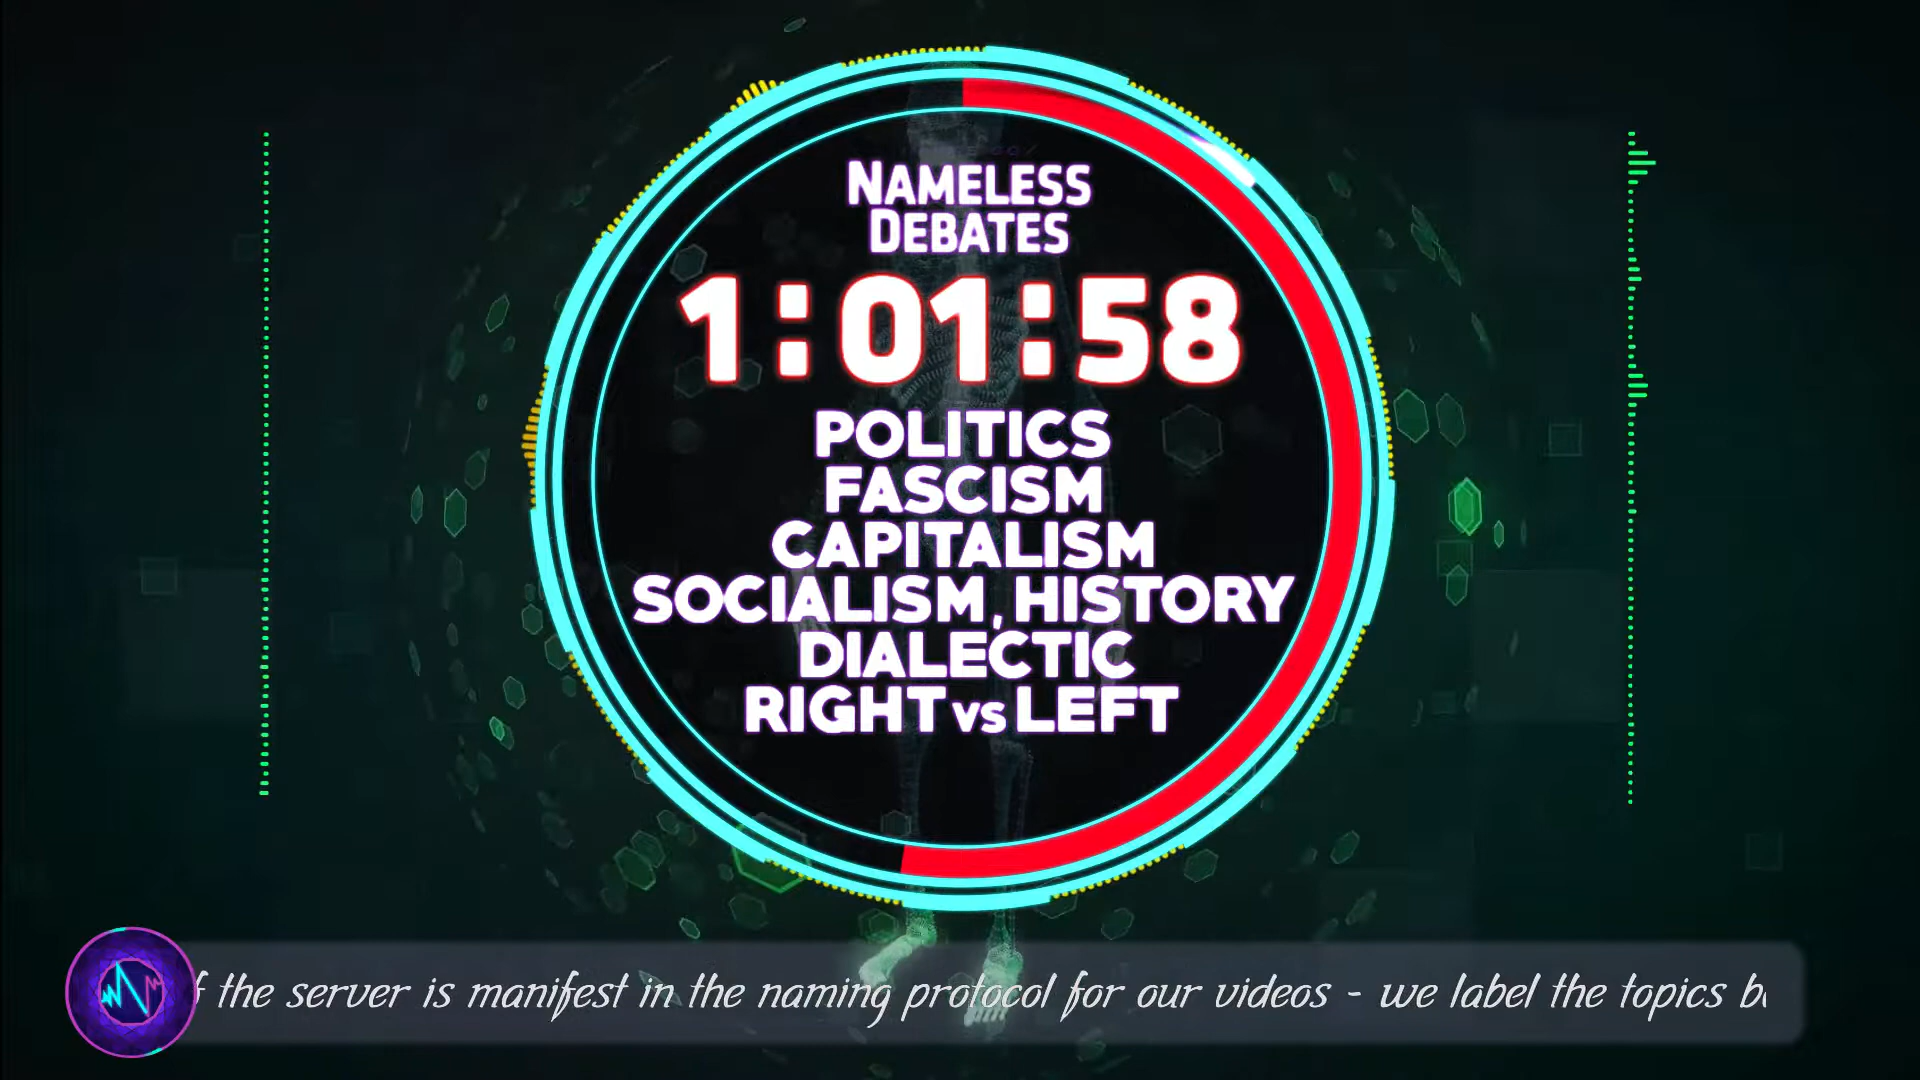 NAMELESS
DEBATES
1:01:58
POLITICS
FASCISM
CAPITALISM
SOCIALISM, HISTORY
DIALECTIC
RIGHT vs LEFT
the server is manifest in the naming protocol for our videos - we label the topics